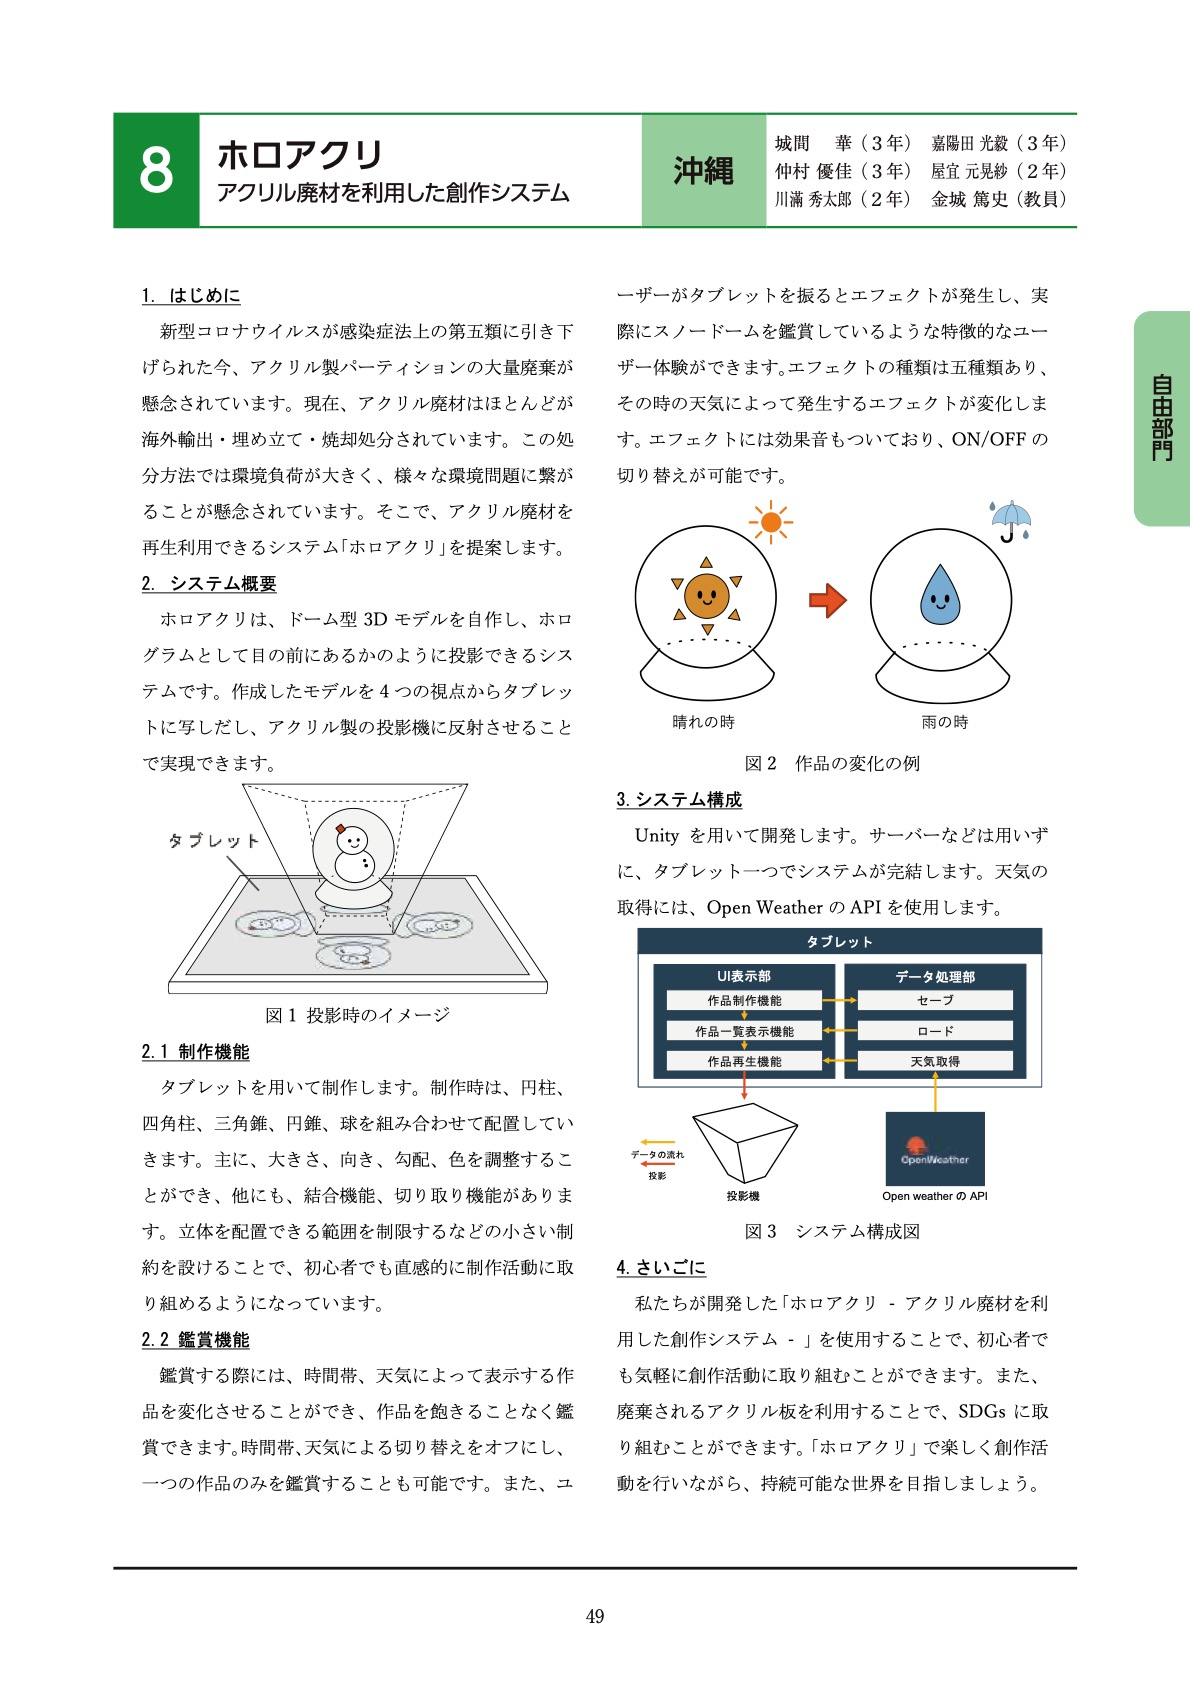 8
ホロアクリ
アクリル廃材を利用した創作システム
沖縄
城間　華（３年）　嘉陽田 光毅（３年）
仲村 優佳（３年）　屋宜 元晃紗（２年）
川満 秀太郎（２年）　金城 篤史（教員）
自由部門
1. はじめに
新型コロナウイルスが感染症法上の第五類に引き下
げられた今、アクリル製パーティションの大量廃棄が
懸念されています。現在、アクリル廃材はほとんどが
海外輸出・埋め立て・焼却処分されています。この処
分方法では環境負荷が大きく、様々な環境問題に繋が
ることが懸念されています。そこで、アクリル廃材を
再生利用できるシステム「ホロアクリ」を提案します。
2. システム概要
ホロアクリは、ドーム型 3D モデルを自作し、ホロ
グラムとして目の前にあるかのように投影できるシス
テムです。作成したモデルを 4 つの視点からタブレッ
トに写しだし、アクリル製の投影機に反射させること
で実現できます。
タブレット
図 1 投影時のイメージ
2.1 制作機能
タブレットを用いて制作します。制作時は、円柱、
四角柱、三角錐、円錐、球を組み合わせて配置してい
きます。主に、大きさ、向き、勾配、色を調整するこ
とができ、他にも、結合機能、切り取り機能がありま
す。立体を配置できる範囲を制限するなどの小さい制
約を設けることで、初心者でも直感的に制作活動に取
り組めるようになっています。
2.2 鑑賞機能
鑑賞する際には、時間帯、天気によって表示する作
品を変化させることができ、作品を飽きることなく鑑
賞できます。時間帯、天気による切り替えをオフにし、
一つの作品のみを鑑賞することも可能です。また、ユ
ーザーがタブレットを振るとエフェクトが発生し、実
際にスノードームを鑑賞しているような特徴的なユー
ザー体験ができます。エフェクトの種類は五種類あり、
その時の天気によって発生するエフェクトが変化しま
す。エフェクトには効果音もついており、ON/OFF の
切り替えが可能です。
晴れの時
雨の時
図 2　作品の変化の例
3. システム構成
Unity を用いて開発します。サーバーなどは用いず
に、タブレット一つでシステムが完結します。天気の
取得には、Open Weather の API を使用します。
タブレット
UI表示部
データ処理部
作品制作機能
セーブ
作品一覧表示機能
ロード
作品再生機能
天気取得
データの流れ
投影
投影機
OpenWeather
Open weather の API
図 3　システム構成図
4. さいごに
私たちが開発した「ホロアクリ - アクリル廃材を利
用した創作システム - 」を使用することで、初心者で
も気軽に創作活動に取り組むことができます。また、
廃棄されるアクリル板を利用することで、SDGs に取
り組むことができます。「ホロアクリ」で楽しく創作活
動を行いながら、持続可能な世界を目指しましょう。
49